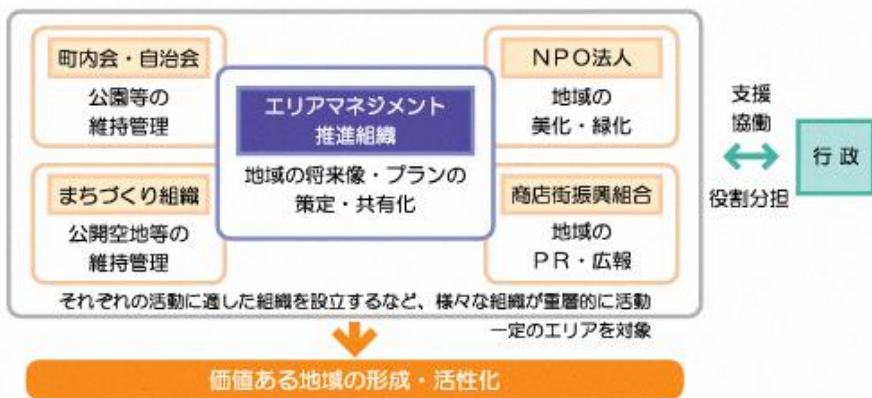 町内会・自治会
公園等の
維持管理
エリアマネジメント
推進組織
地域の将来像・プランの
策定・共有化
NPO法人
地域の
美化・緑化
まちづくり組織
公開空地等の
維持管理
商店街振興組合
地域の
PR・広報
それぞれの活動に適した組織を設立するなど、様々な組織が重層的に活動
一定のエリアを対象
支援
協働
役割分担
行政
価値ある地域の形成・活性化